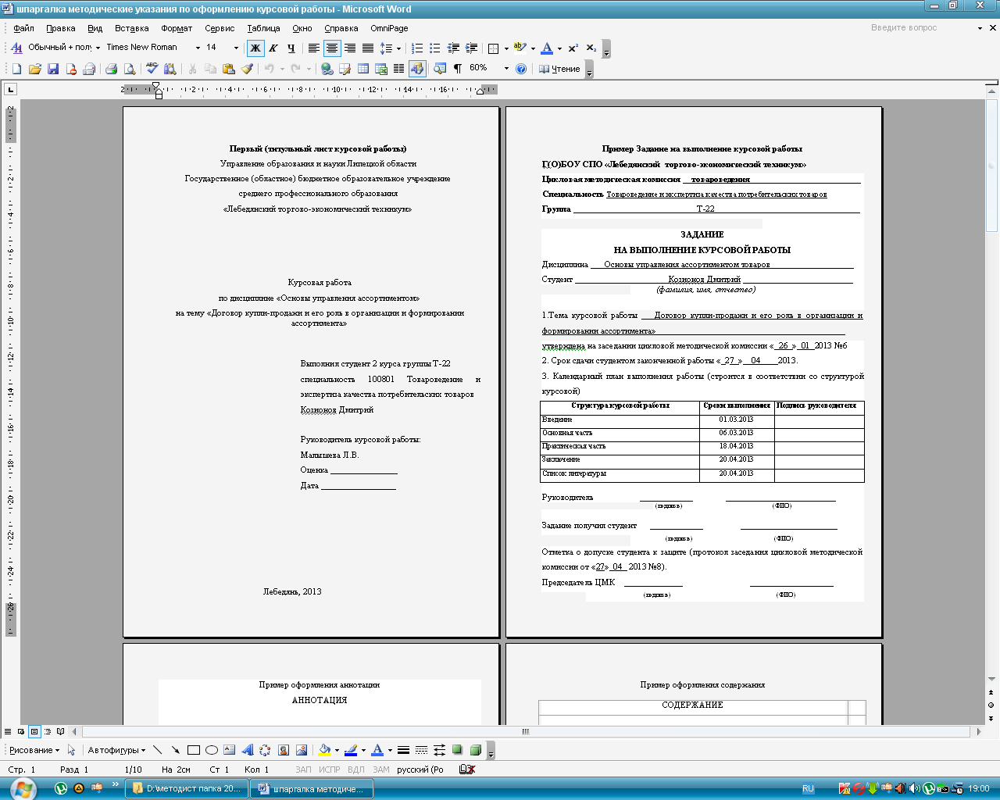 шпаргалка методические указания по оформлению курсовой работы - Microsoft Word
Файл Правка Вид Вставка Формат Сервис Таблица Окно Справка OmniPage
Введите вопрос
Обычный + пол Times New Roman 14 Ж К Ч
60% Чтение
2 2 4 6 8 10 12 14 16
Первый (титульный лист курсовой работы)
Управление образования и науки Липецкой области
Государственное (областное) бюджетное образовательное учреждение
среднего профессионального образования
«Лебедянский торгово-экономический техникум»
Курсовая работа
по дисциплине «Основы управления ассортиментом»
на тему «Договор купли-продажи и его роль в организации и формировании
ассортимента»
Выполнил студент 2 курса группы Т-22
специальность 100801 Товароведение и
экспертиза качества потребительских товаров
Козионов Дмитрий
Руководитель курсовой работы:
Малышева Л.В.
Оценка _______________
Дата _______________
Лебедянь, 2013
Пример Задание на выполнение курсовой работы
Г(О)БОУ СПО «Лебедянский торгово-экономический техникум»
Цикловая методическая комиссия товароведения
Специальность Товароведение и экспертиза качества потребительских товаров
Группа Т-22
ЗАДАНИЕ
НА ВЫПОЛНЕНИЕ КУРСОВОЙ РАБОТЫ
Дисциплина Основы управления ассортиментом товаров
Студент Козионов Дмитрий
(фамилия, имя, отчество)
1.Тема курсовой работы Договор купли-продажи и его роль в организации и
формировании ассортимента»
утверждена на заседании цикловой методической комиссии « 26 » 01 2013 №6
2. Срок сдачи студентом законченной работы « 27 » 04 2013.
3. Календарный план выполнения работы (строится в соответствии со структурой
курсовой)
Структура курсовой работы Сроки выполнения Подпись руководителя
Введение 01.03.2013
Основная часть 06.03.2013
Практическая часть 18.04.2013
Заключение 20.04.2013
Список литературы 20.04.2013
Руководитель ____________ ____________
(подпись) (ФИО)
Задание получил студент ____________ ____________
(подпись) (ФИО)
Отметка о допуске студента к защите (протокол заседания цикловой методической
комиссии от «27» 04 2013 №8).
Председатель ЦМК ____________ ____________
(подпись) (ФИО)
Пример оформления аннотации
АННОТАЦИЯ
Пример оформления содержания
СОДЕРЖАНИЕ
Рисование Автофигуры
Стр. 1 Разд 1 1/10 На 2см Ст 1 Кол 1 ЗАП ИСПР ВДЛ ЗАМ русский (Ро
D:\методист папка 20... шпаргалка методиче... RU 19:00